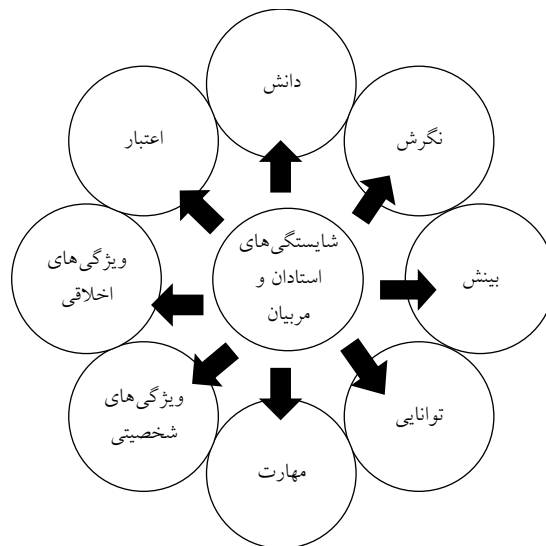 دانش
نگرش
اعتبار
شایستگی‌های
استادان و
مربیان
بینش
ویژگی‌های
اخلاقی
توانایی
ویژگی‌های
شخصیتی
مهارت